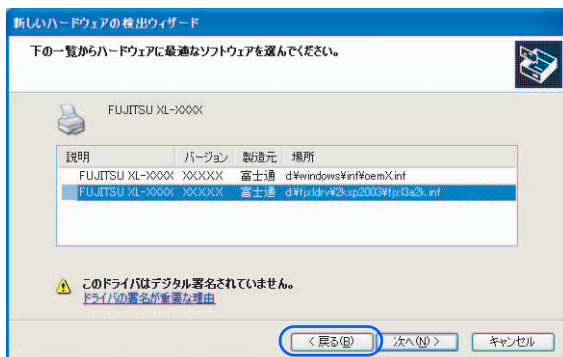 新しいハードウェアの検出ウィザード
下の一覧からハードウェアに最適なソフトウェアを選んでください。
FUJITSU XL-XXXX
説明 バージョン 製造元 場所
FUJITSU XL-XXXX XXXXXX 富士通 d¥windows¥inf¥oemX.inf
FUJITSU XL-XXXX XXXXXX 富士通 d¥fjxldrv¥2kxp2003¥fjxl3a2k.inf
このドライバはデジタル署名されていません。
ドライバの署名が重要な理由
< 戻る(B) 次へ(N) > キャンセル